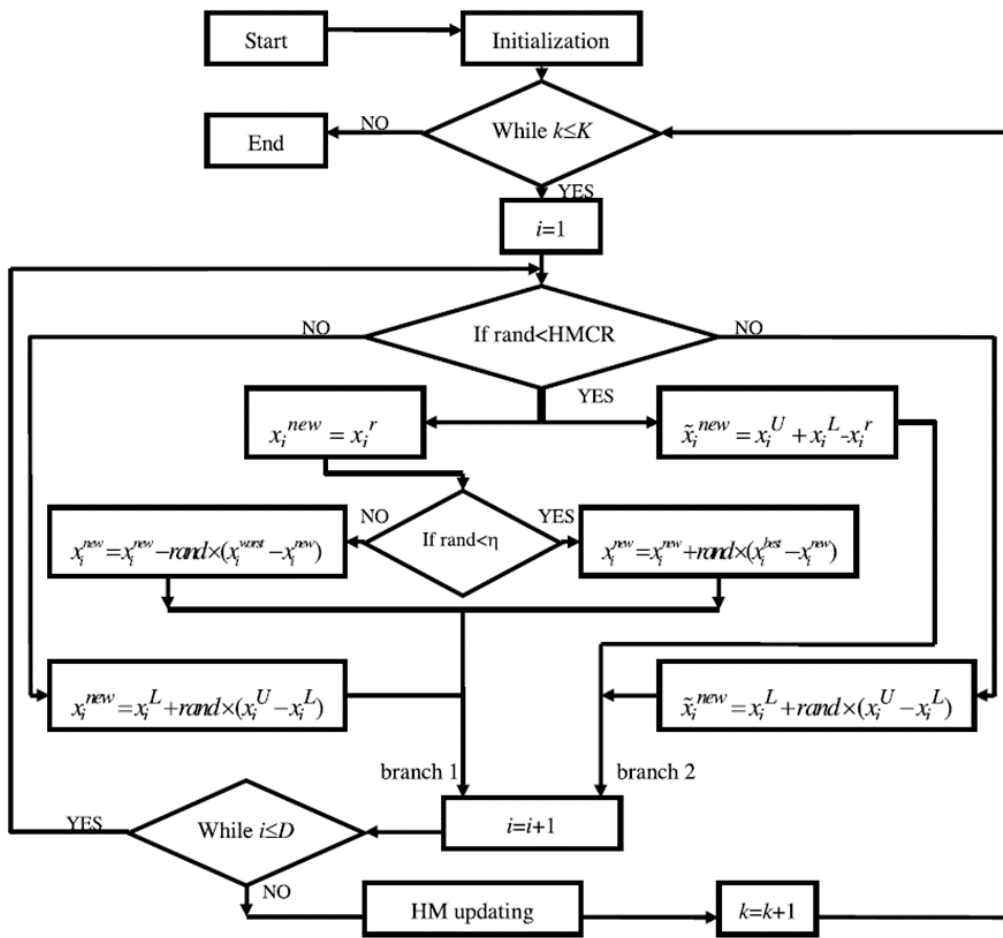 Start
Initialization
While k≤K
NO
End
YES
i=1
If rand<HMCR
NO
NO
YES
x_i^{new} = x_i^r
x̃_i^{new} = x_i^U + x_i^L - x_i^r
If rand<η
NO
YES
x_i^{new} = x_i^{new} − rand×(x_i^{worst} − x_i^{new})
x_i^{new} = x_i^{new} + rand×(x_i^{best} − x_i^{new})
x_i^{new} = x_i^L + rand×(x_i^U − x_i^L)
x̃_i^{new} = x_i^L + rand×(x_i^U − x_i^L)
branch 1
branch 2
i=i+1
While i≤D
YES
NO
HM updating
k=k+1